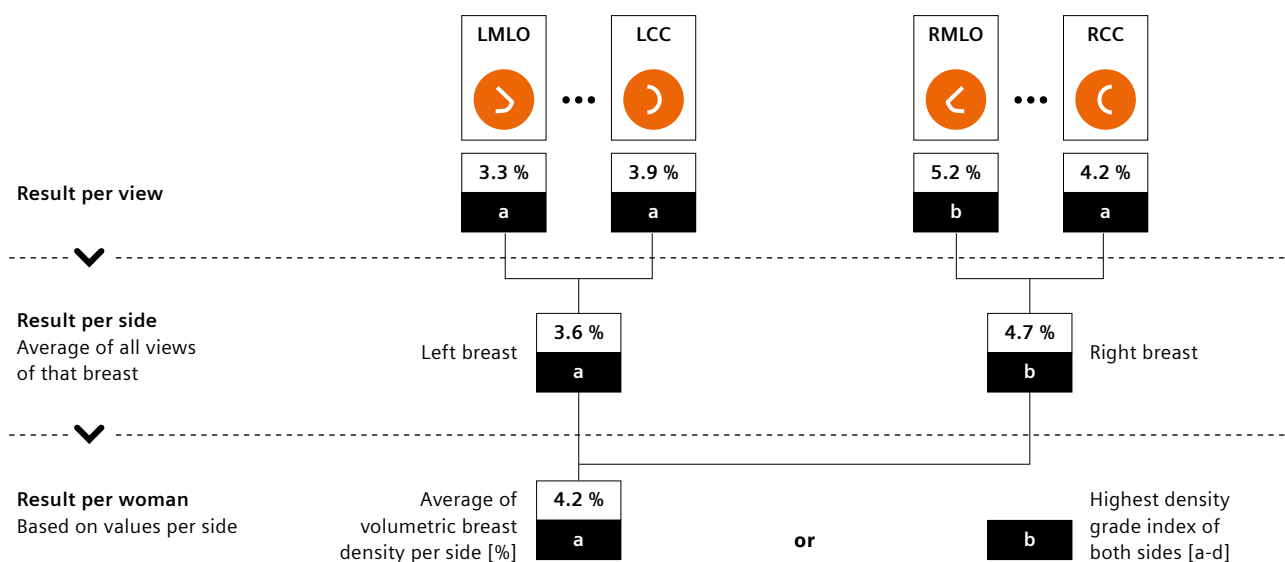 LMLO
LCC
RMLO
RCC
Result per view
3.3 %
a
3.9 %
a
5.2 %
b
4.2 %
a
Result per side
Average of all views
of that breast
Left breast
3.6 %
a
4.7 %
b
Right breast
Result per woman
Based on values per side
Average of
volumetric breast
density per side [%]
4.2 %
a
or
b
Highest density
grade index of
both sides [a-d]